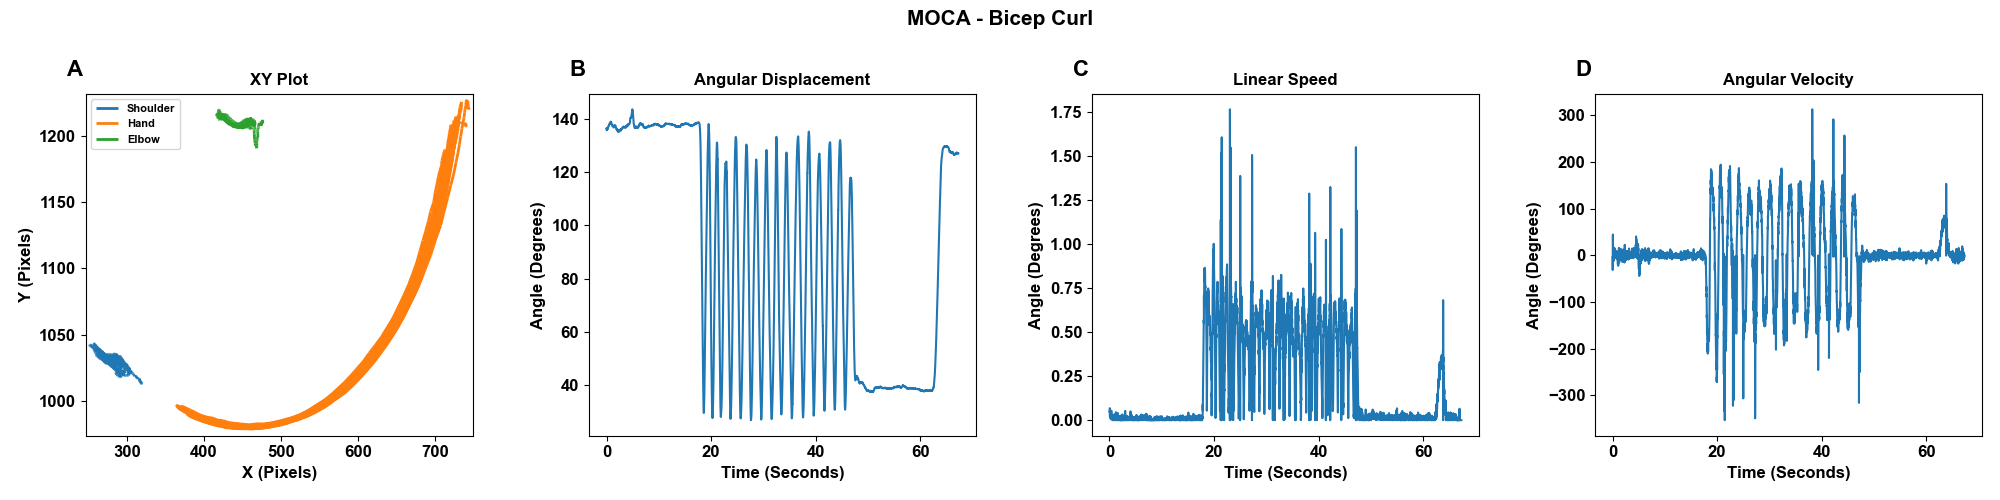 MOCA - Bicep Curl
A
XY Plot
Shoulder
Hand
Elbow
1200
1150
1100
1050
1000
Y (Pixels)
300 400 500 600 700
X (Pixels)
B
Angular Displacement
140
120
100
80
60
40
Angle (Degrees)
0 20 40 60
Time (Seconds)
C
Linear Speed
1.75
1.50
1.25
1.00
0.75
0.50
0.25
0.00
Angle (Degrees)
0 20 40 60
Time (Seconds)
D
Angular Velocity
300
200
100
0
−100
−200
−300
Angle (Degrees)
0 20 40 60
Time (Seconds)